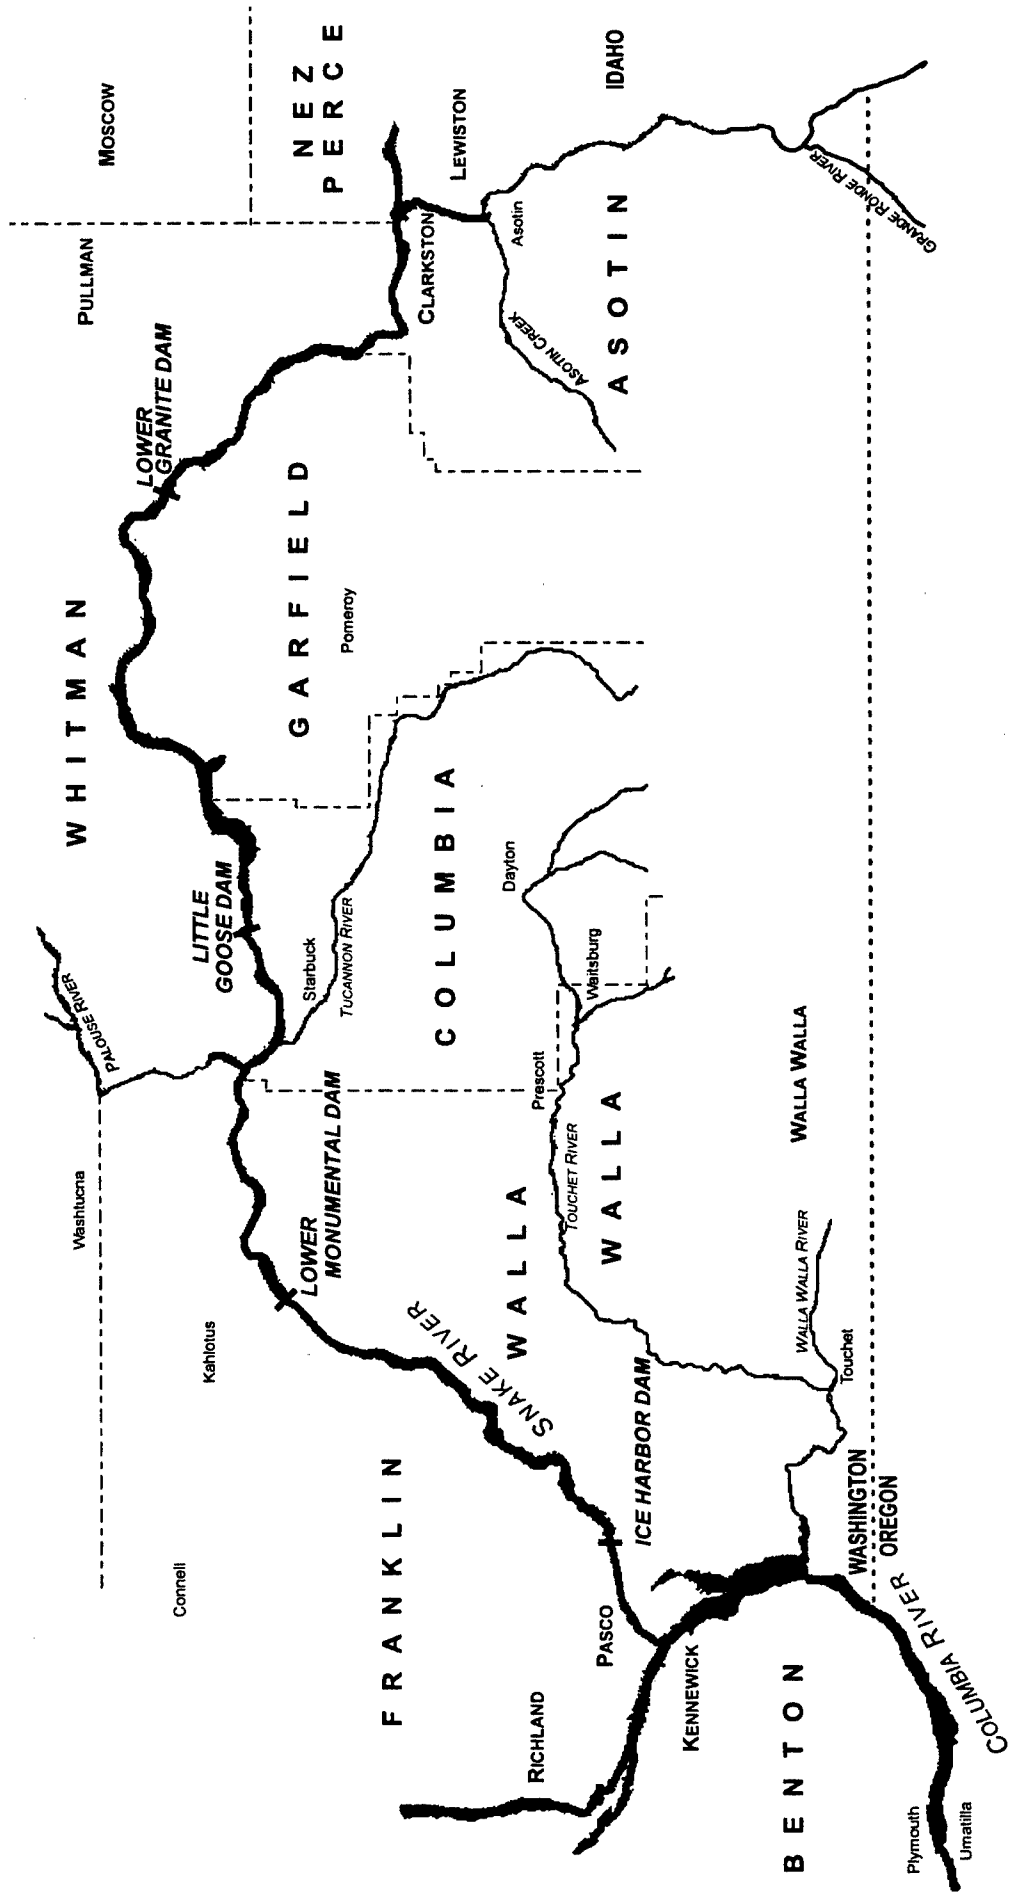 WHITMAN
PULLMAN
MOSCOW
PALOUSE RIVER
Washtucna
LITTLE
GOOSE DAM
LOWER
GRANITE DAM
Kahlotus
Connell
LOWER
MONUMENTAL DAM
Starbuck
TUCANNON RIVER
GARFIELD
Pomeroy
NEZ
PERCE
FRANKLIN
SNAKE RIVER
COLUMBIA
CLARKSTON
LEWISTON
RICHLAND
WALLA
WALLA
Prescott
TOUCHET RIVER
Dayton
Waitsburg
Asotin
ASOTIN CREEK
ASOTIN
IDAHO
PASCO
ICE HARBOR DAM
KENNEWICK
BENTON
WALLA WALLA RIVER
WALLA WALLA
Touchet
GRANDE RONDE RIVER
WASHINGTON
OREGON
COLUMBIA RIVER
Plymouth
Umatilla